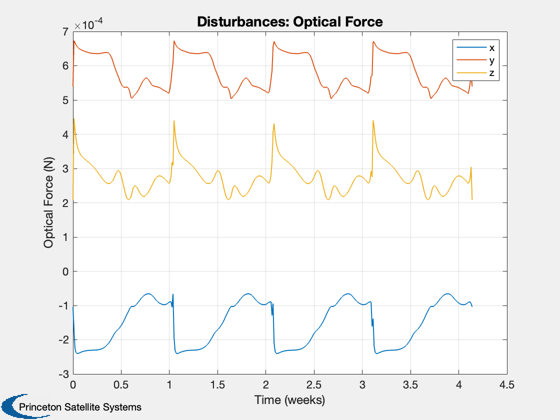 ×10⁻⁴
Disturbances: Optical Force
x
y
z
7
6
5
4
3
2
1
0
-1
-2
-3
Optical Force (N)
0 0.5 1 1.5 2 2.5 3 3.5 4 4.5
Time (weeks)
Princeton Satellite Systems